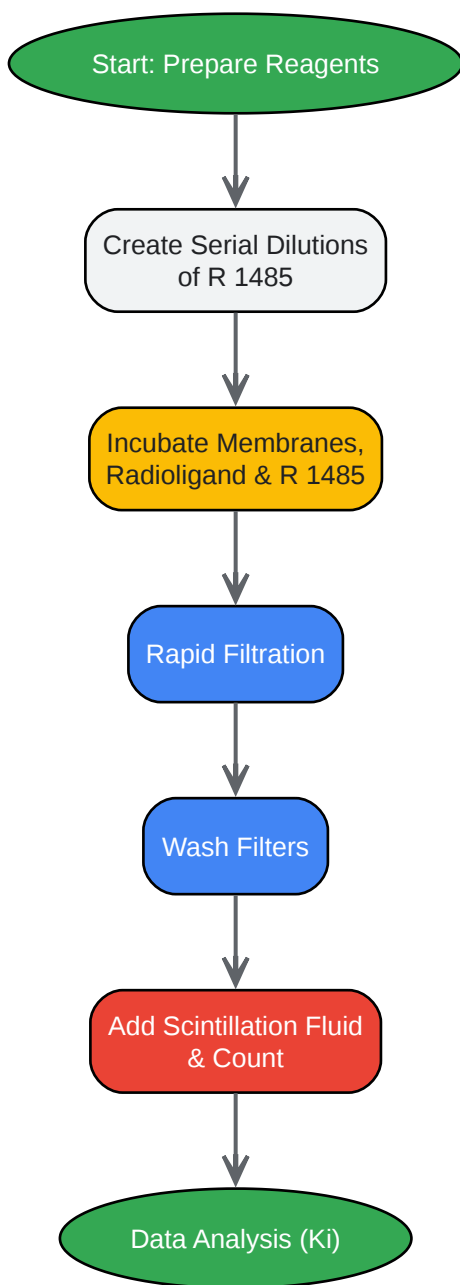 Start: Prepare Reagents
Create Serial Dilutions
of R 1485
Incubate Membranes,
Radioligand & R 1485
Rapid Filtration
Wash Filters
Add Scintillation Fluid
& Count
Data Analysis (Ki)